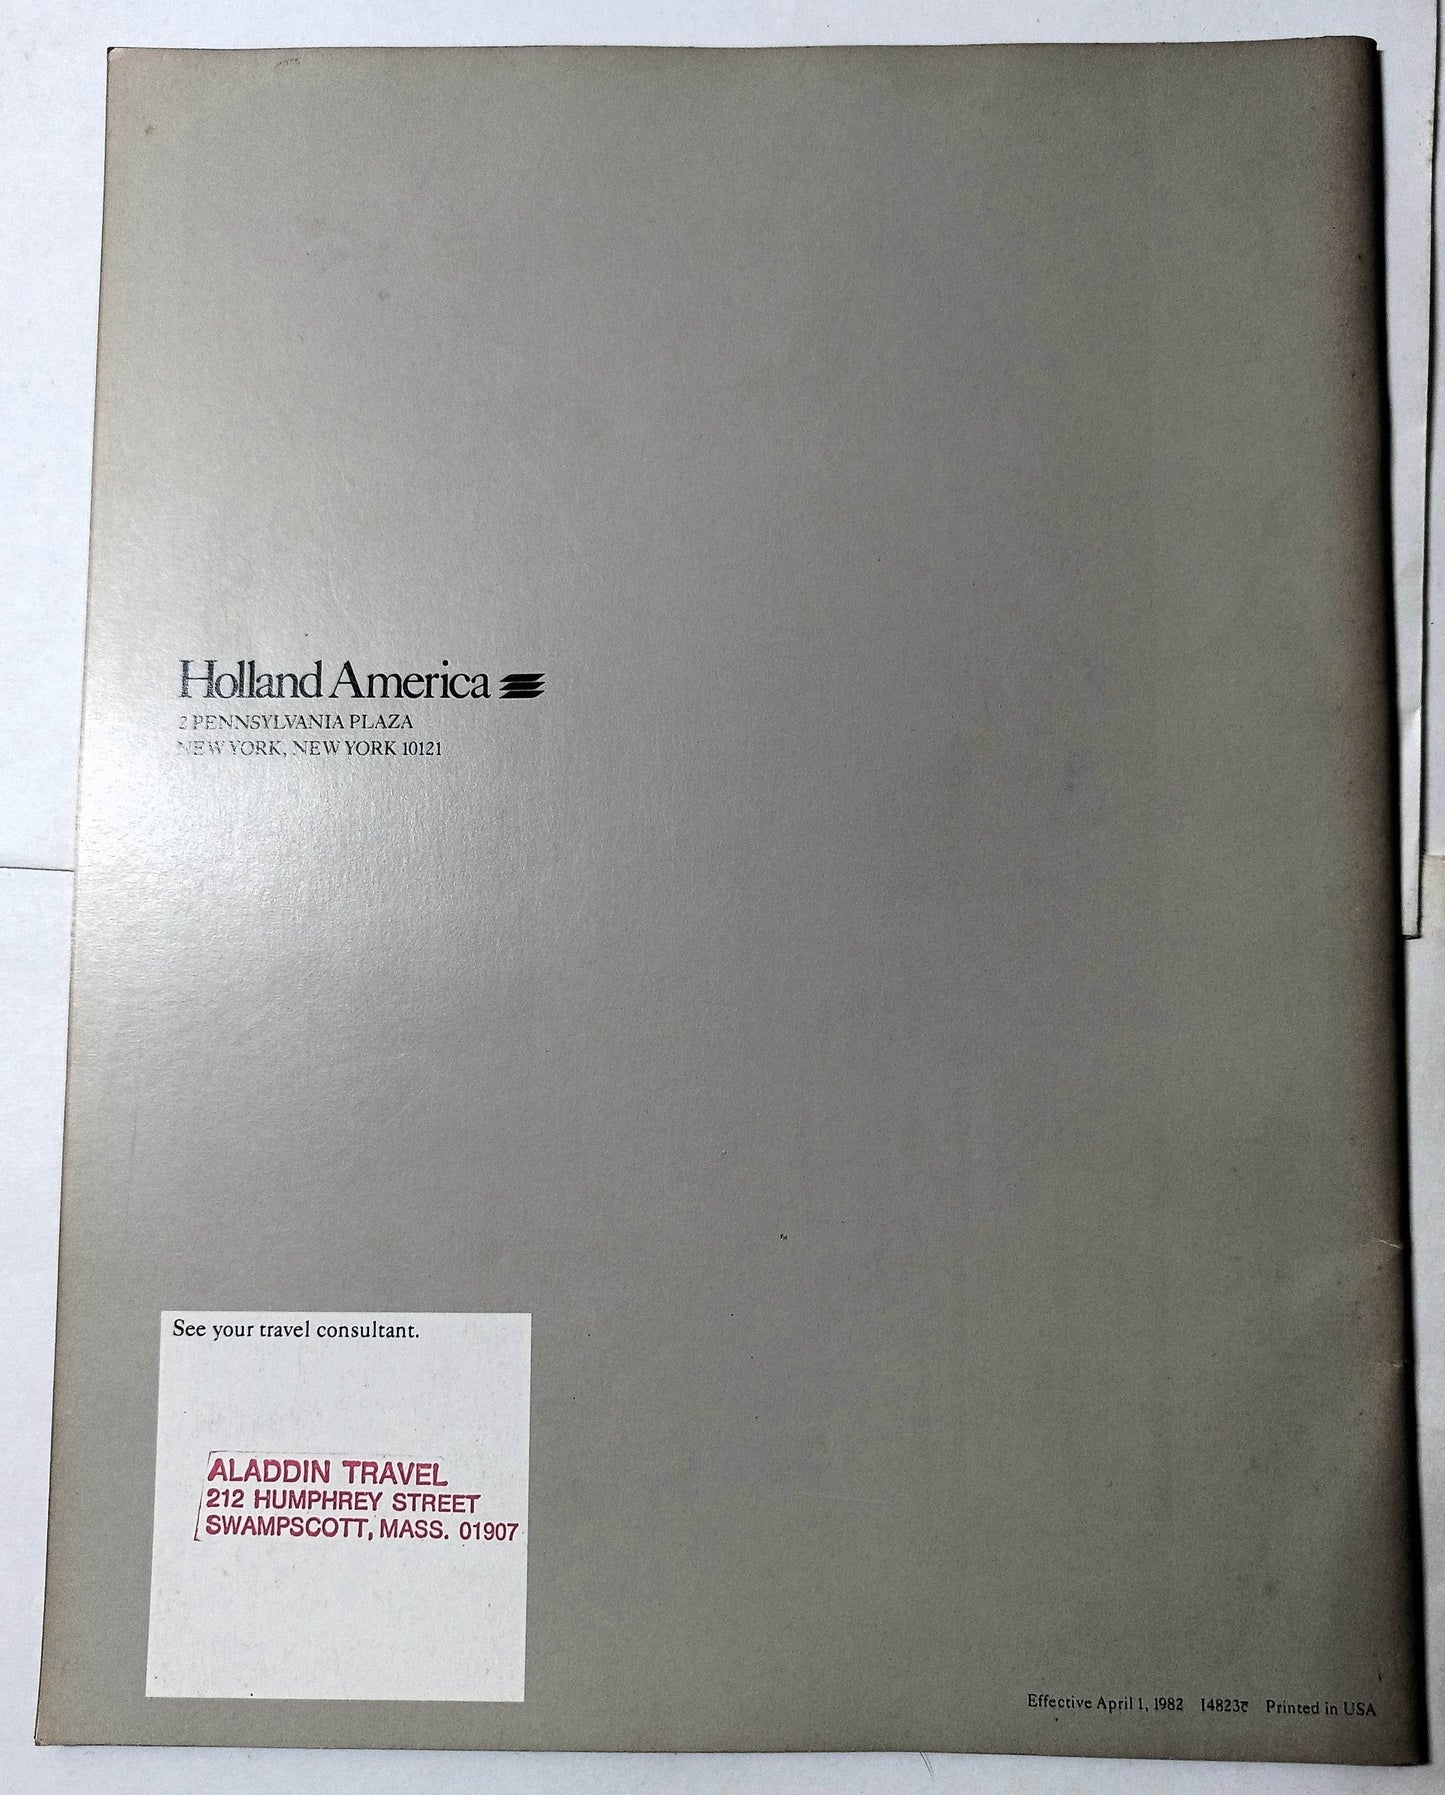 Holland America
2 PENNSYLVANIA PLAZA
NEW YORK, NEW YORK 10121
See your travel consultant.
ALADDIN TRAVEL
212 HUMPHREY STREET
SWAMPSCOTT, MASS. 01907
Effective April 1, 1982 Printed in USA